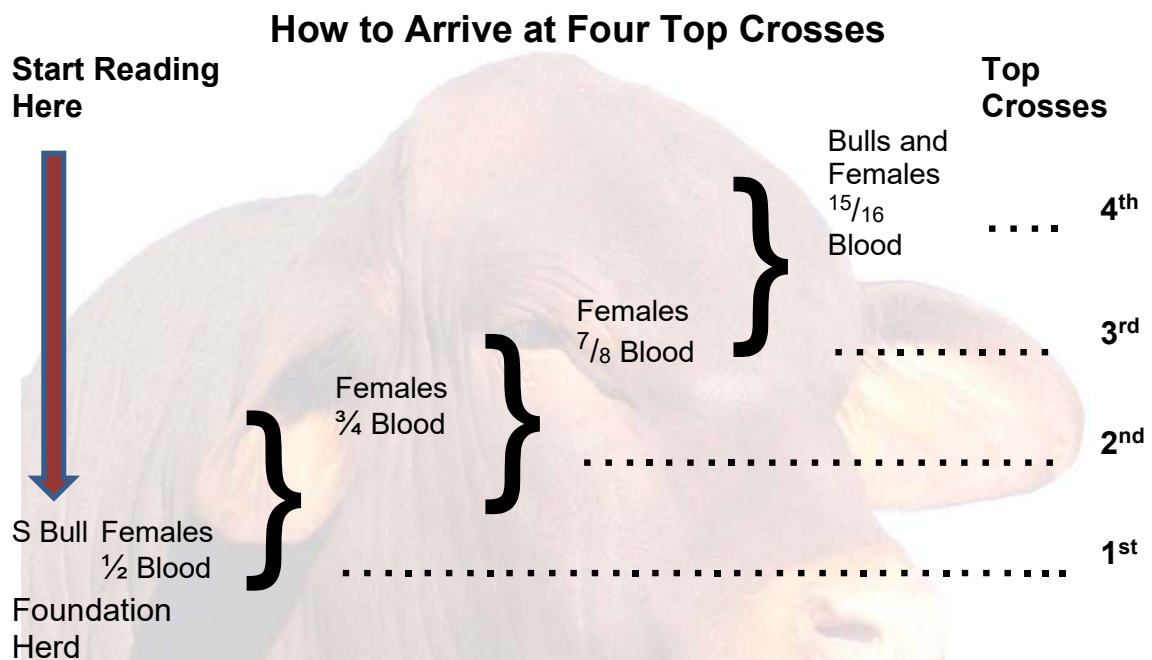 How to Arrive at Four Top Crosses
Start Reading
Here
Top
Crosses
Bulls and
Females
15/16
Blood
4th
Females
7/8 Blood
3rd
Females
¾ Blood
2nd
S Bull Females
½ Blood
1st
Foundation
Herd